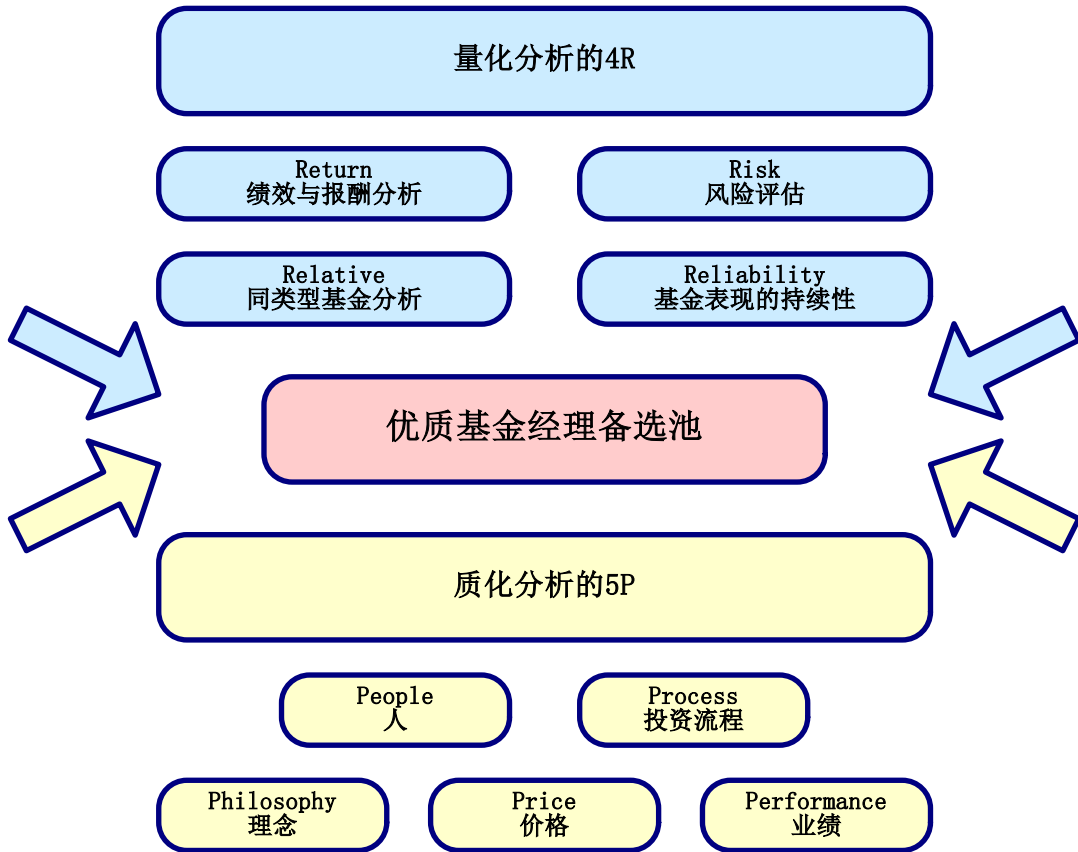 量化分析的4R
Return
绩效与报酬分析
Risk
风险评估
Relative
同类型基金分析
Reliability
基金表现的持续性
优质基金经理备选池
质化分析的5P
People
人
Process
投资流程
Philosophy
理念
Price
价格
Performance
业绩